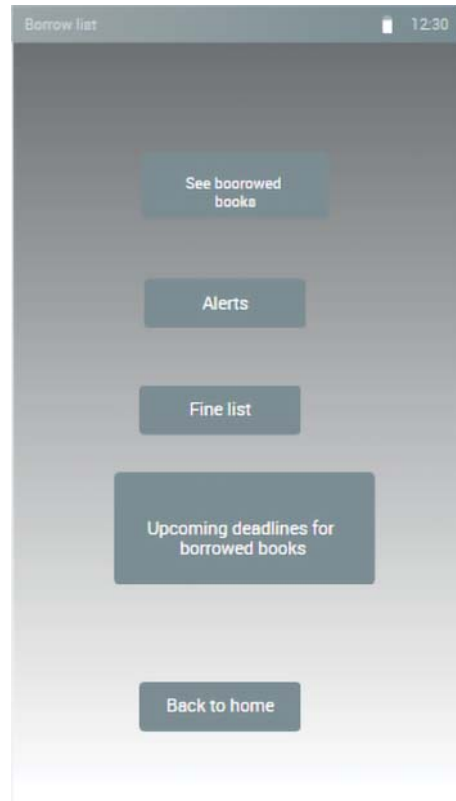 Borrow list 12:30
See boorowed
books
Alerts
Fine list
Upcoming deadlines for
borrowed books
Back to home